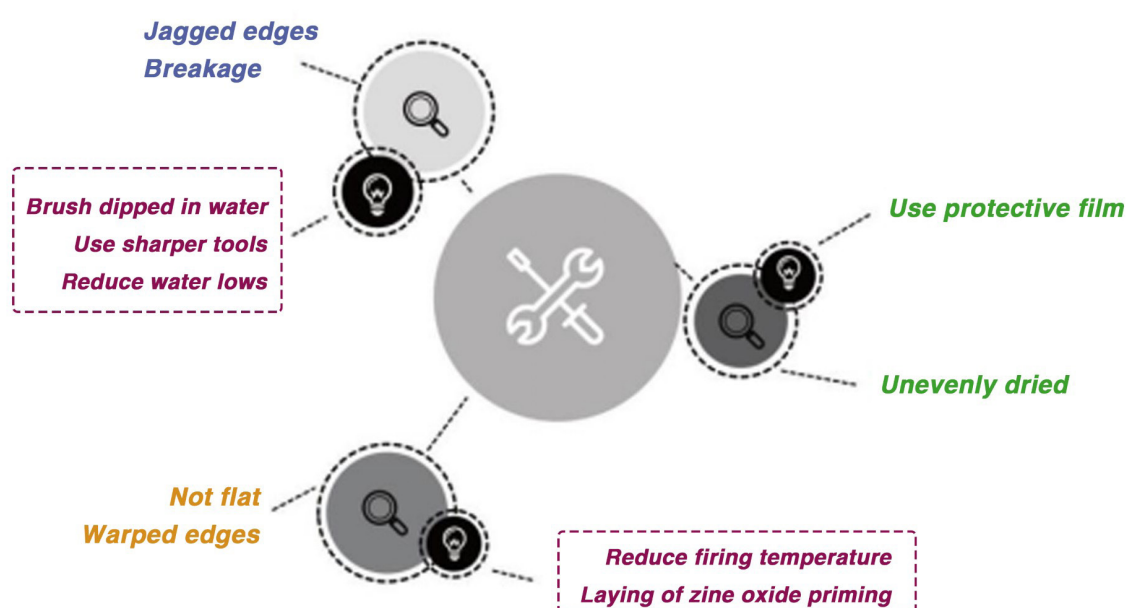 Jagged edges
Breakage
Brush dipped in water
Use sharper tools
Reduce water lows
Use protective film
Unevenly dried
Not flat
Warped edges
Reduce firing temperature
Laying of zine oxide priming